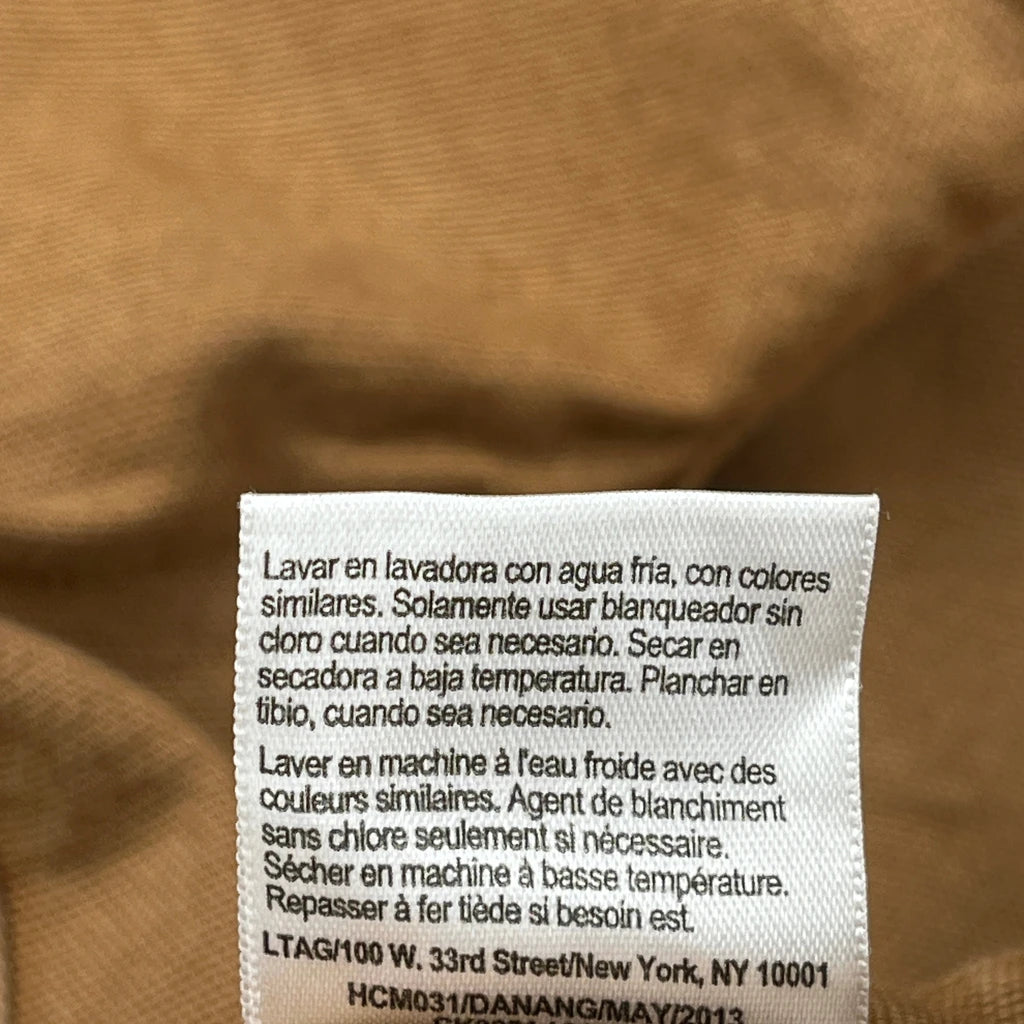 Lavar en lavadora con agua fría, con colores
similares. Solamente usar blanqueador sin
cloro cuando sea necesario. Secar en
secadora a baja temperatura. Planchar en
tibio, cuando sea necesario.
Laver en machine à l'eau froide avec des
couleurs similaires. Agent de blanchiment
sans chlore seulement si nécessaire.
Sécher en machine à basse température.
Repasser à fer tiède si besoin est.
LTAG/100 W. 33rd Street/New York, NY 10001
HCM031/DANANG/MAY/2013